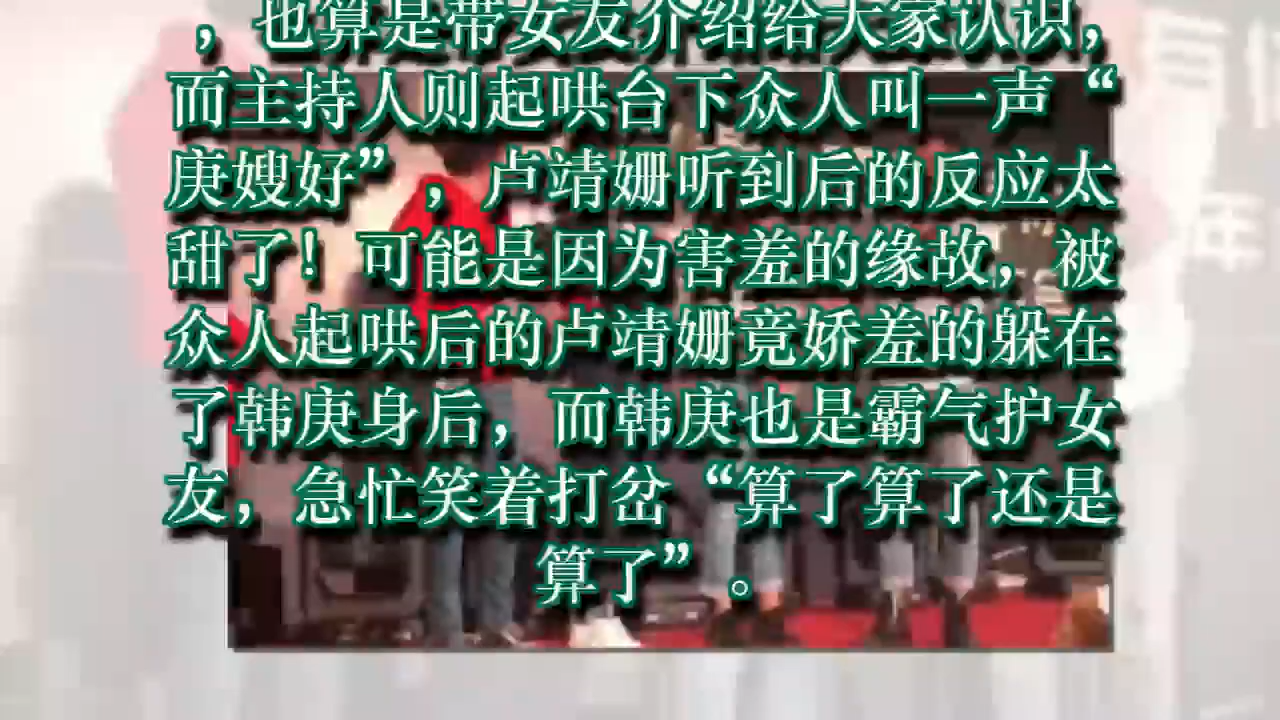 ，也算是带女友介绍给大家认识，
而主持人则起哄台下众人叫一声“
庚嫂好”，卢靖姗听到后的反应太
甜了！可能是因为害羞的缘故，被
众人起哄后的卢靖姗竟娇羞的躲在
了韩庚身后，而韩庚也是霸气护女
友，急忙笑着打岔“算了算了还是
算了”。